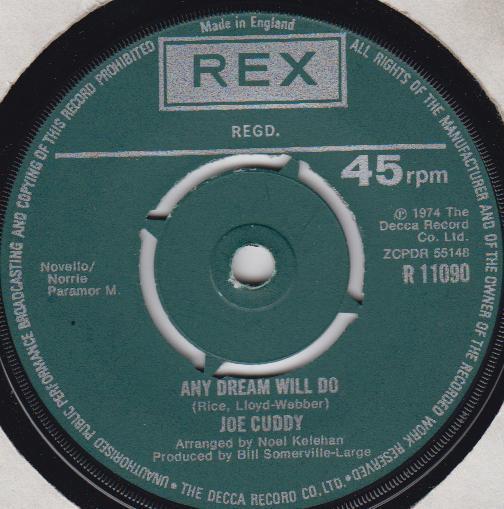 Made in England
REX
REGD.
45 rpm
℗ 1974 The
Decca Record
Co. Ltd.
ZCPDR 55148
R 11090
Novello/
Norrie
Paramor M.
ANY DREAM WILL DO
(Rice, Lloyd-Webber)
JOE CUDDY
Arranged by Noel Kelehan
Produced by Bill Somerville-Large
ALL RIGHTS OF THE MANUFACTURER AND OF THE OWNER OF THE RECORDED WORK RESERVED • THE DECCA RECORD CO. LTD. • UNAUTHORISED PUBLIC PERFORMANCE BROADCASTING AND COPYING OF THIS RECORD PROHIBITED